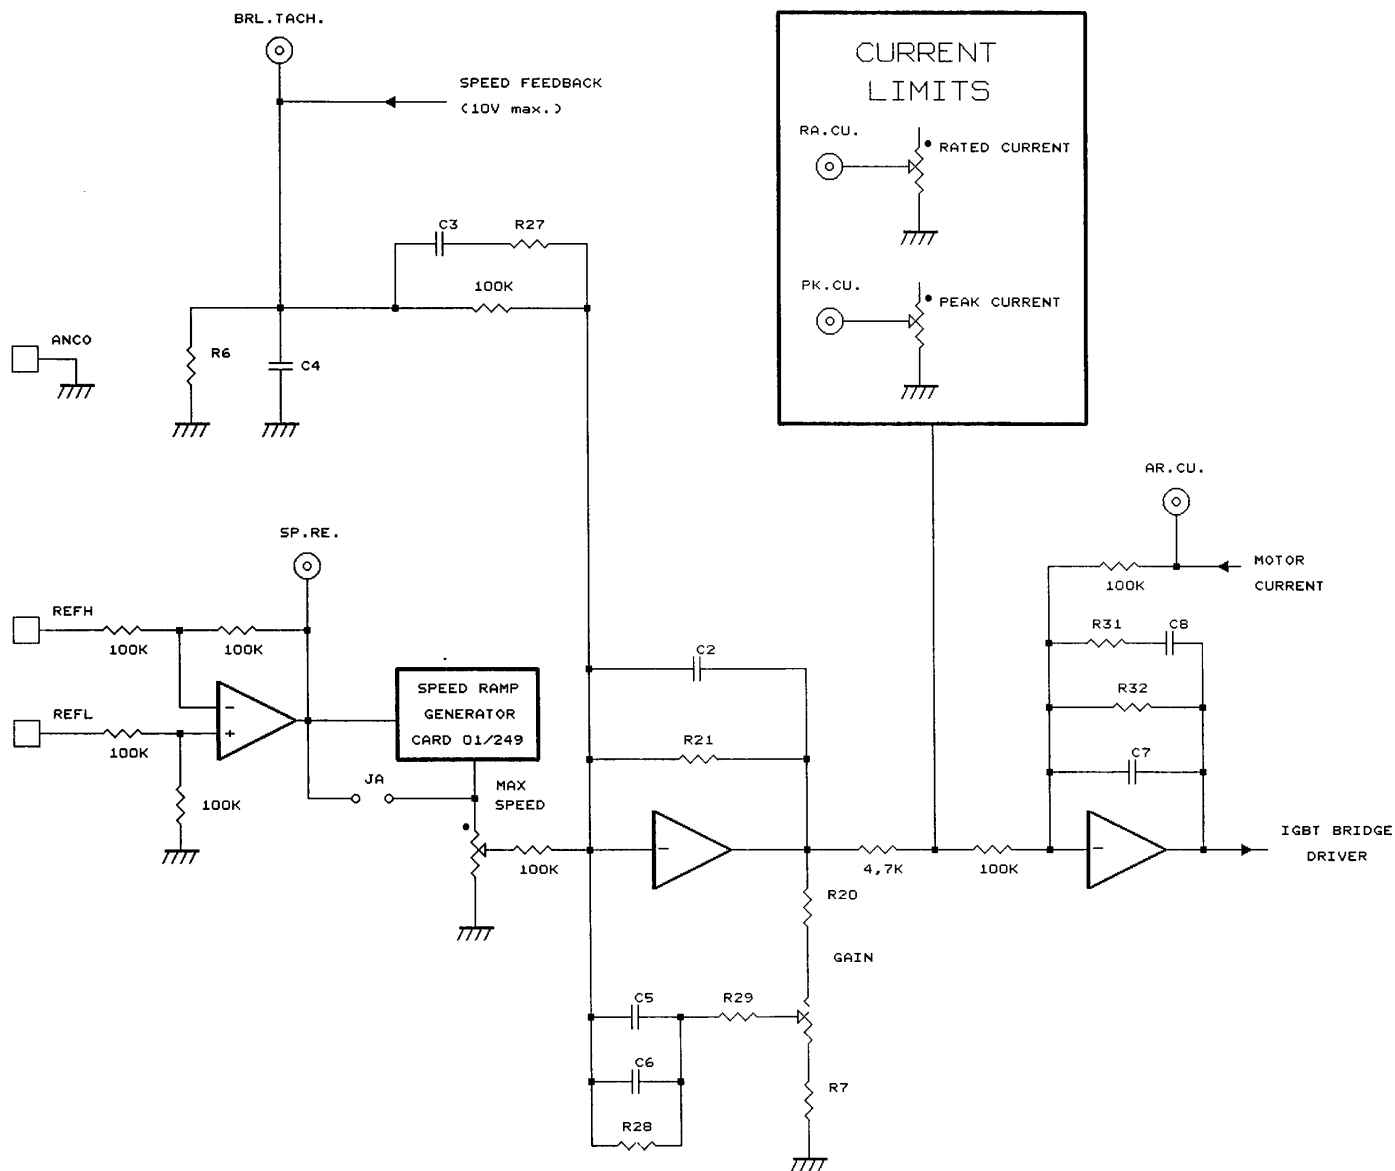 BRL.TACH.
SPEED FEEDBACK
(10V max.)
CURRENT
LIMITS
RA.CU.
RATED CURRENT
PK.CU.
PEAK CURRENT
C3
R27
100K
ANCO
R6
C4
AR.CU.
MOTOR
CURRENT
100K
R31
C8
R32
C7
SP.RE.
REFH
100K
100K
REFL
100K
100K
-
+
SPEED RAMP
GENERATOR
CARD 01/249
JA
MAX
SPEED
100K
C2
R21
-
4,7K
100K
-
IGBT BRIDGE
DRIVER
R20
GAIN
C5
R29
C6
R28
R7